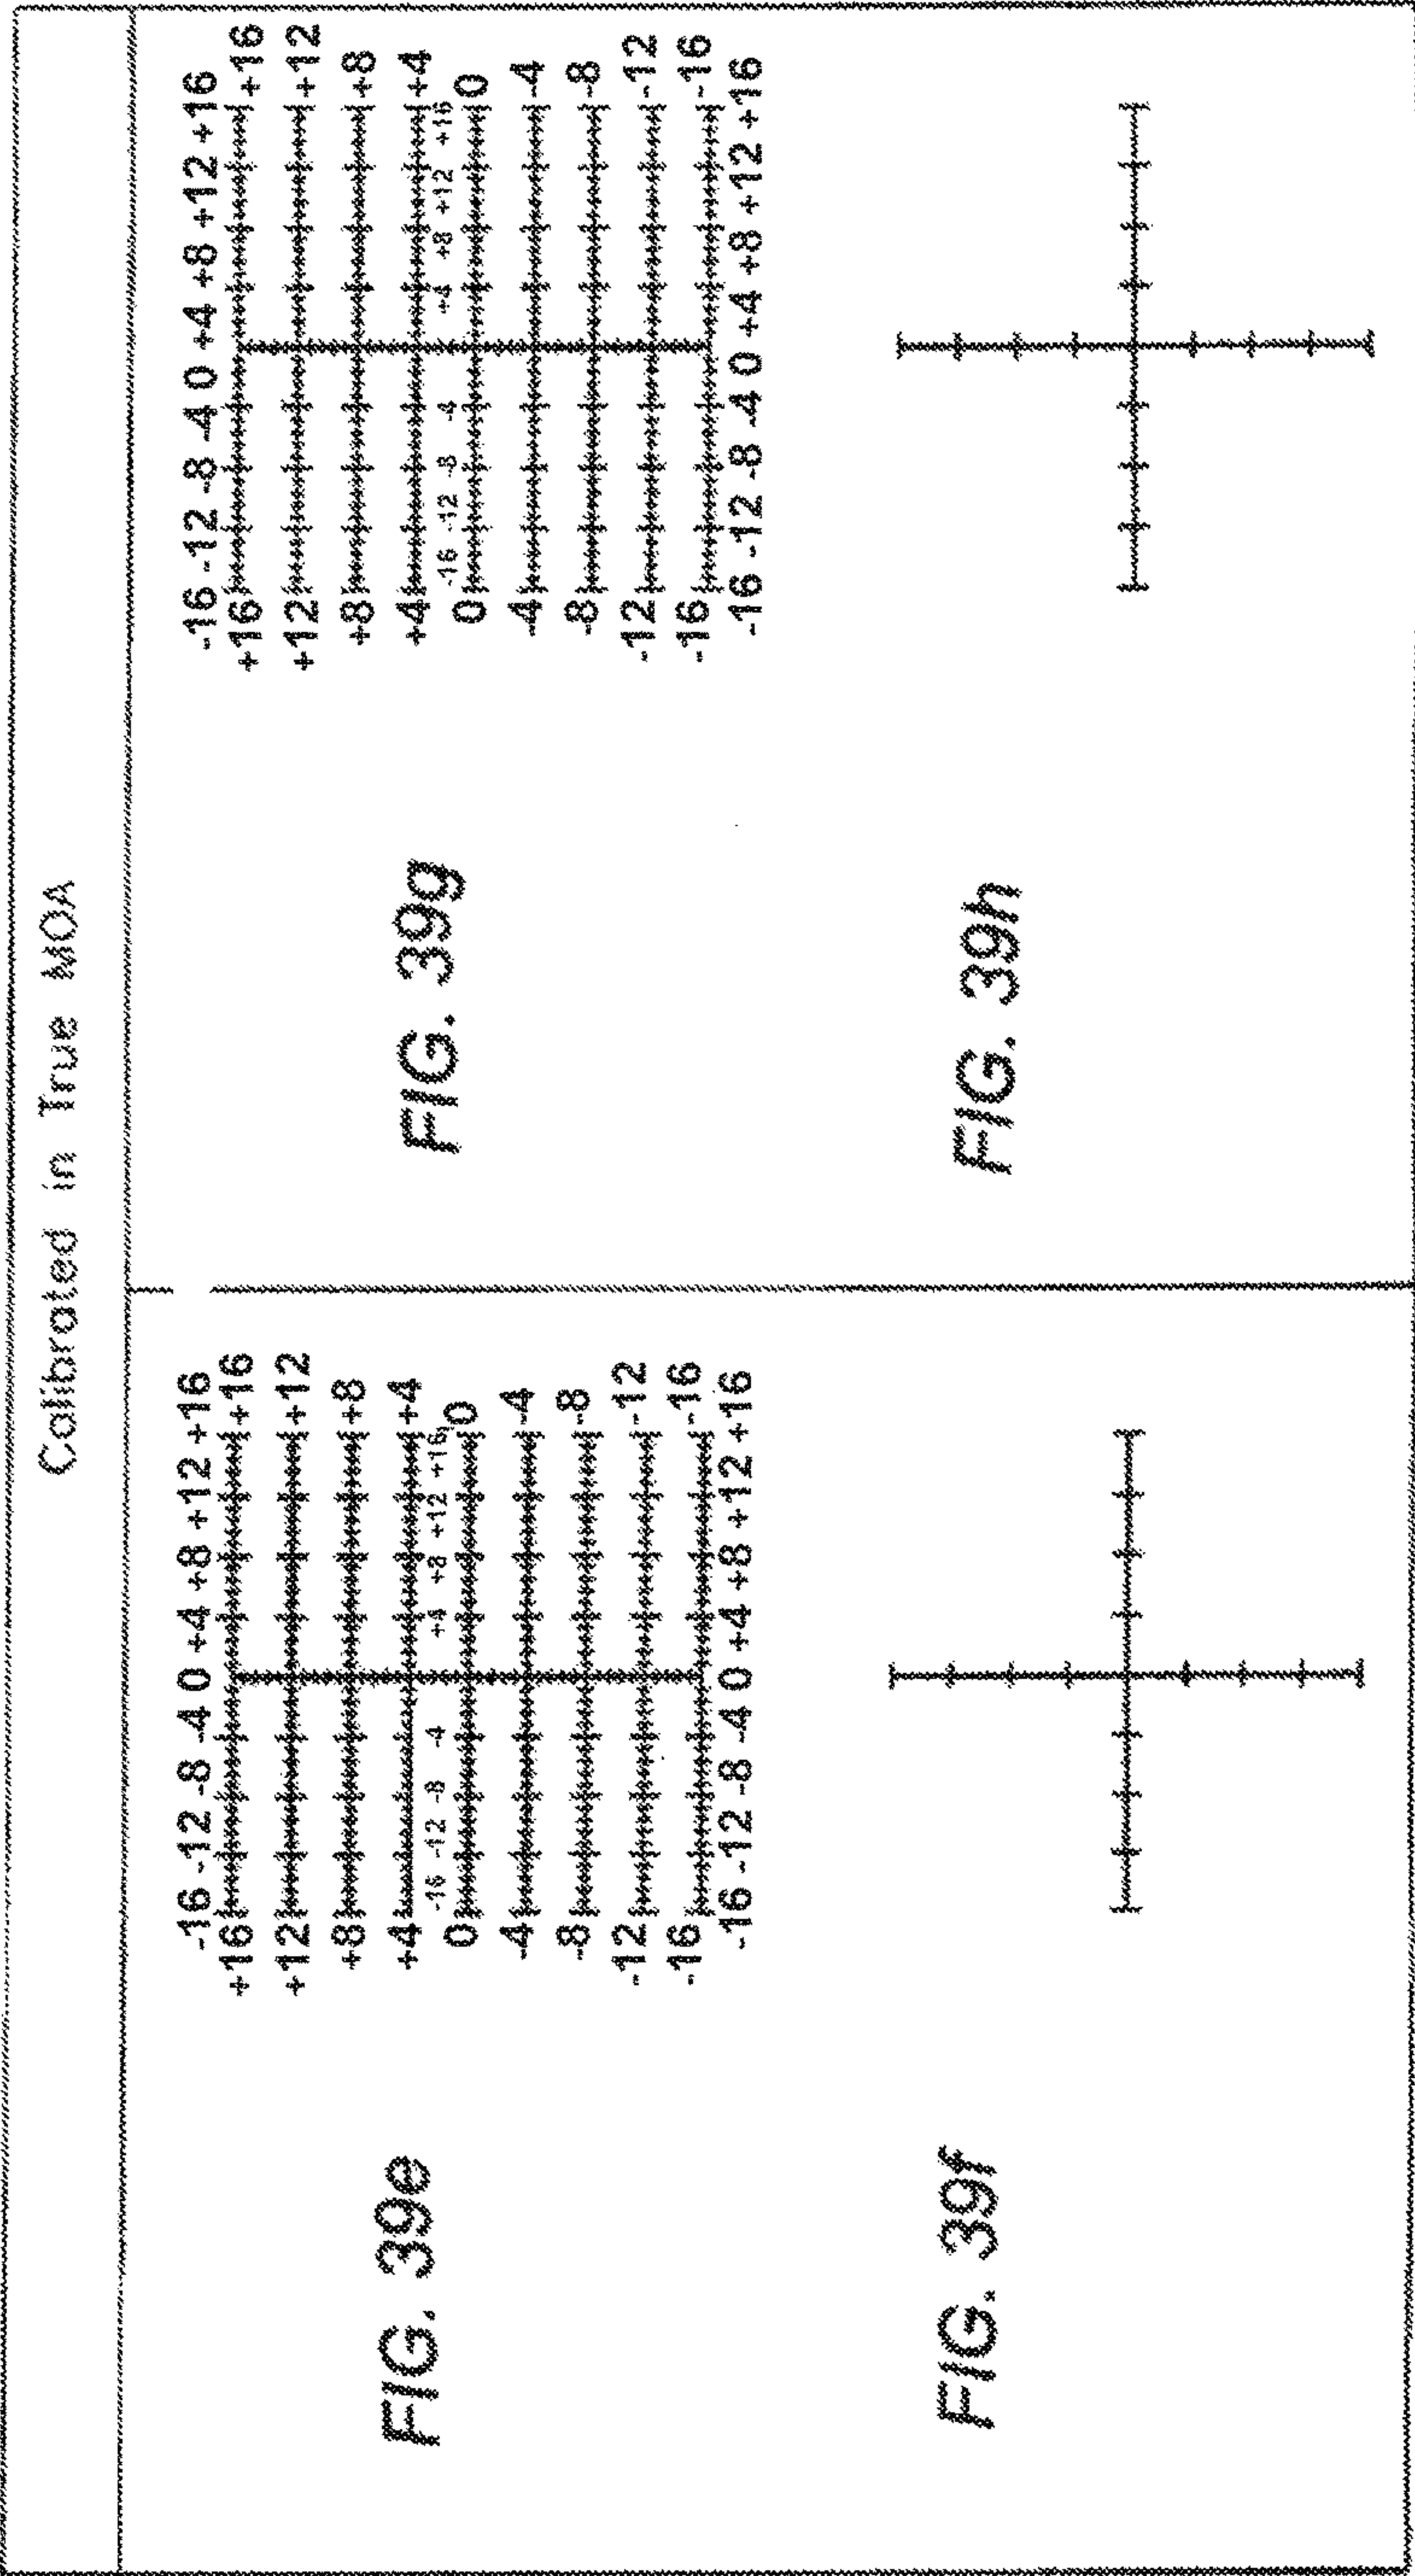 Calibrated in True MOA
FIG. 39e
-16 -12 -8 -4 0 +4 +8 +12 +16
+16 +16
+12 +12
+8 +8
+4 +4
-16 -12 -8 -4 +4 +8 +12 +16
0 0
-4 -4
-8 -8
-12 -12
-16 -16
-16 -12 -8 -4 0 +4 +8 +12 +16
FIG. 39f
FIG. 39g
-16 -12 -8 -4 0 +4 +8 +12 +16
+16 +16
+12 +12
+8 +8
+4 +4
-16 -12 -8 -4 +4 +8 +12 +16
0 0
-4 -4
-8 -8
-12 -12
-16 -16
-16 -12 -8 -4 0 +4 +8 +12 +16
FIG. 39h